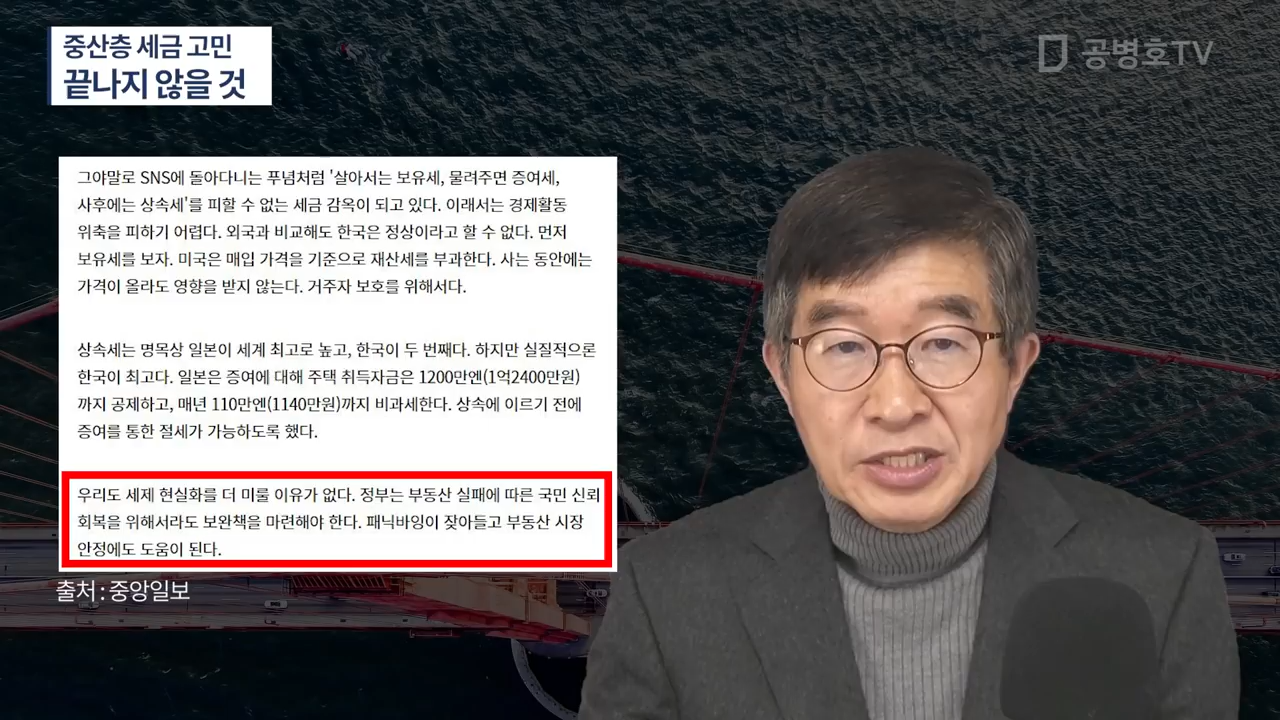 중산층 세금 고민
끝나지 않을 것
공병호TV
그야말로 SNS에 돌아다니는 푸념처럼 '살아서는 보유세, 물려주면 증여세,
사후에는 상속세'를 피할 수 없는 세금 감옥이 되고 있다. 이래서는 경제활동
위축을 피하기 어렵다. 외국과 비교해도 한국은 정상이라고 할 수 없다. 먼저
보유세를 보자. 미국은 매입 가격을 기준으로 재산세를 부과한다. 사는 동안에는
가격이 올라도 영향을 받지 않는다. 거주자 보호를 위해서다.
상속세는 명목상 일본이 세계 최고로 높고, 한국이 두 번째다. 하지만 실질적으론
한국이 최고다. 일본은 증여에 대해 주택 취득자금은 1200만엔(1억2400만원)
까지 공제하고, 매년 110만엔(1140만원)까지 비과세한다. 상속에 이르기 전에
증여를 통한 절세가 가능하도록 했다.
우리도 세제 현실화를 더 미룰 이유가 없다. 정부는 부동산 실패에 따른 국민 신뢰
회복을 위해서라도 보완책을 마련해야 한다. 패닉바잉이 잦아들고 부동산 시장
안정에도 도움이 된다.
출처 : 중앙일보